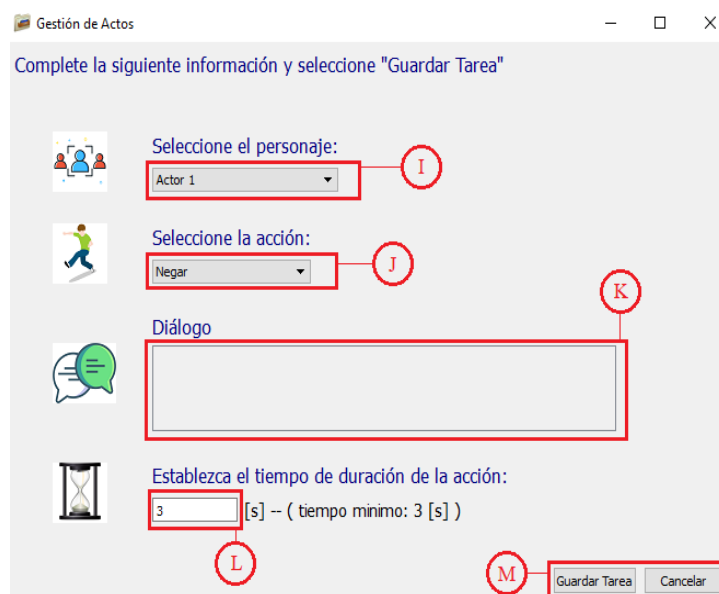 Gestión de Actos
Complete la siguiente información y seleccione "Guardar Tarea"
Seleccione el personaje:
Actor 1
I
Seleccione la acción:
Negar
J
K
Diálogo
Establezca el tiempo de duración de la acción:
3 [s] -- ( tiempo minimo: 3 [s] )
L
M
Guardar Tarea Cancelar